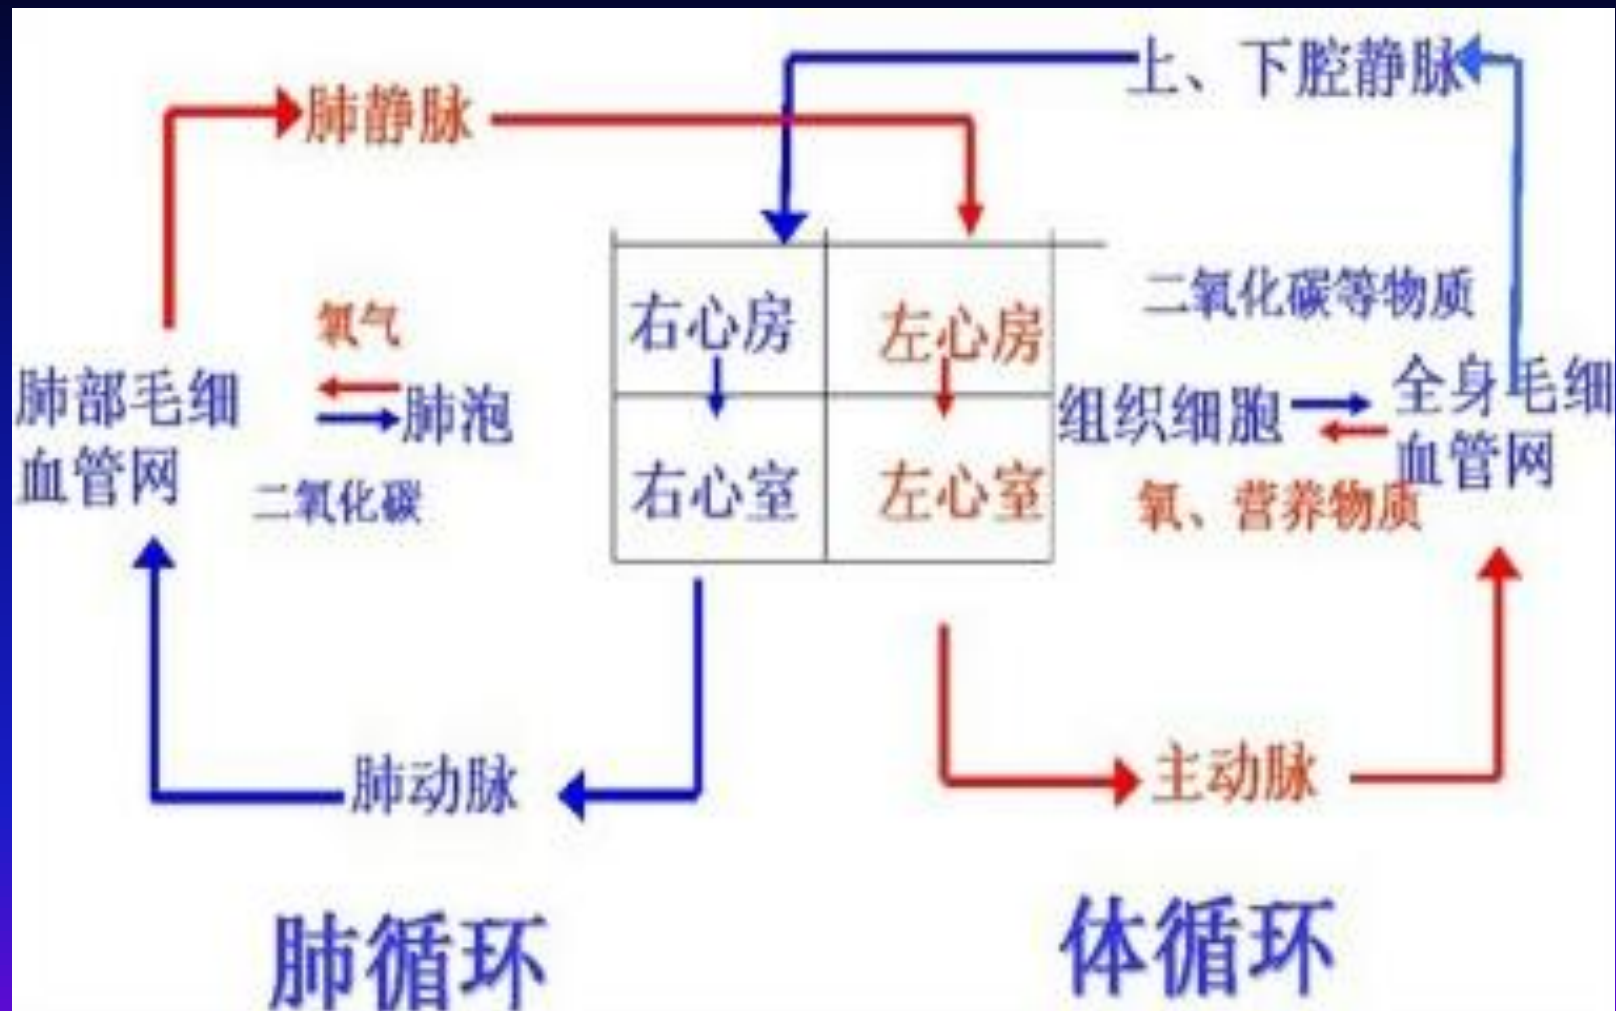 上、下腔静脉
肺静脉
二氧化碳等物质
氧气
右心房
左心房
肺部毛细
血管网
肺泡
组织细胞
全身毛细
血管网
二氧化碳
右心室
左心室
氧、营养物质
肺动脉
主动脉
肺循环
体循环